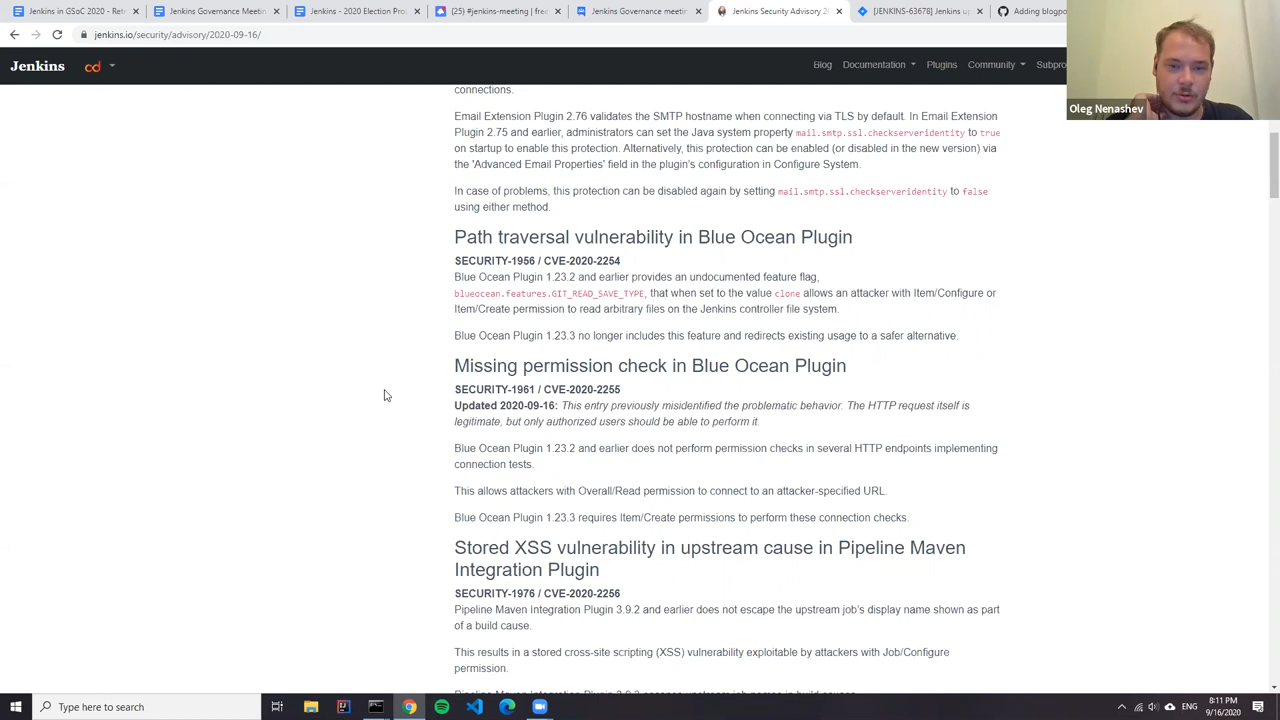 Jenkins in GSoC 2020 - Retr
Jenkins Governance Meeting
Jenkins - 2020 Election Pro
(25) #jenkins-meeting | free
Jenkins Governance meetin
Jenkins Security Advisory 2
[JENKINS-63678] Jenkins u
Adding blogpo
jenkins.io/security/advisory/2020-09-16/
Jenkins
cd
Blog
Documentation
Plugins
Community
Subpro
Oleg Nenashev
connections.
Email Extension Plugin 2.76 validates the SMTP hostname when connecting via TLS by default. In Email Extension
Plugin 2.75 and earlier, administrators can set the Java system property mail.smtp.ssl.checkserveridentity to true
on startup to enable this protection. Alternatively, this protection can be enabled (or disabled in the new version) via
the 'Advanced Email Properties' field in the plugin's configuration in Configure System.
In case of problems, this protection can be disabled again by setting mail.smtp.ssl.checkserveridentity to false
using either method.
Path traversal vulnerability in Blue Ocean Plugin
SECURITY-1956 / CVE-2020-2254
Blue Ocean Plugin 1.23.2 and earlier provides an undocumented feature flag,
blueocean.features.GIT_READ_SAVE_TYPE, that when set to the value clone allows an attacker with Item/Configure or
Item/Create permission to read arbitrary files on the Jenkins controller file system.
Blue Ocean Plugin 1.23.3 no longer includes this feature and redirects existing usage to a safer alternative.
Missing permission check in Blue Ocean Plugin
SECURITY-1961 / CVE-2020-2255
Updated 2020-09-16: This entry previously misidentified the problematic behavior. The HTTP request itself is
legitimate, but only authorized users should be able to perform it.
Blue Ocean Plugin 1.23.2 and earlier does not perform permission checks in several HTTP endpoints implementing
connection tests.
This allows attackers with Overall/Read permission to connect to an attacker-specified URL.
Blue Ocean Plugin 1.23.3 requires Item/Create permissions to perform these connection checks.
Stored XSS vulnerability in upstream cause in Pipeline Maven
Integration Plugin
SECURITY-1976 / CVE-2020-2256
Pipeline Maven Integration Plugin 3.9.2 and earlier does not escape the upstream job's display name shown as part
of a build cause.
This results in a stored cross-site scripting (XSS) vulnerability exploitable by attackers with Job/Configure
permission.
Pipeline Maven Integration Plugin 3.9.3 escapes upstream job names in build causes.
Type here to search
8:11 PM
9/16/2020